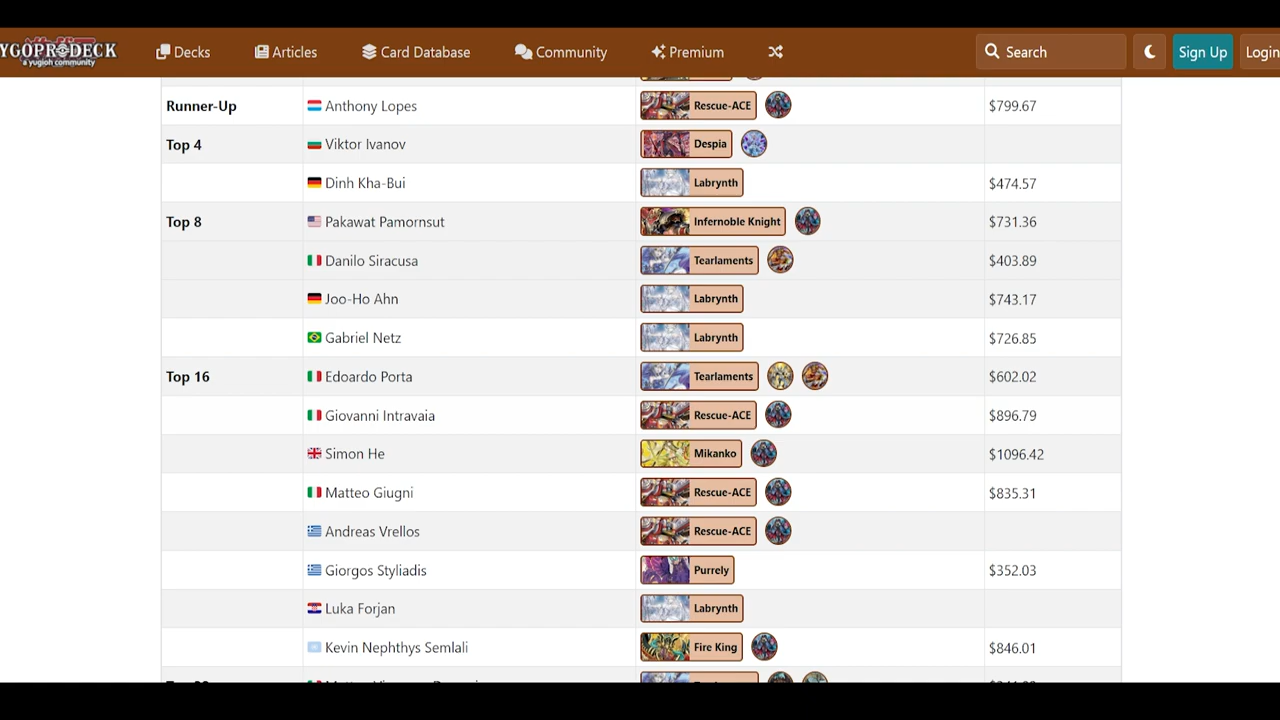 YGOPRODECK Decks Articles Card Database Community Premium Search Sign Up Login
a yugioh community
Runner-Up Anthony Lopes Rescue-ACE $799.67
Top 4 Viktor Ivanov Despia
Dinh Kha-Bui Labrynth $474.57
Top 8 Pakawat Pamornsut Infernoble Knight $731.36
Danilo Siracusa Tearlaments $403.89
Joo-Ho Ahn Labrynth $743.17
Gabriel Netz Labrynth $726.85
Top 16 Edoardo Porta Tearlaments $602.02
Giovanni Intravaia Rescue-ACE $896.79
Simon He Mikanko $1096.42
Matteo Giugni Rescue-ACE $835.31
Andreas Vrellos Rescue-ACE
Giorgos Styliadis Purrely $352.03
Luka Forjan Labrynth
Kevin Nephthys Semlali Fire King $846.01